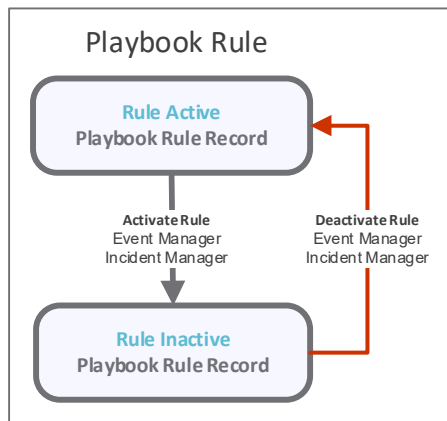 Playbook Rule
Rule Active
Playbook Rule Record
Activate Rule
Event Manager
Incident Manager
Deactivate Rule
Event Manager
Incident Manager
Rule Inactive
Playbook Rule Record